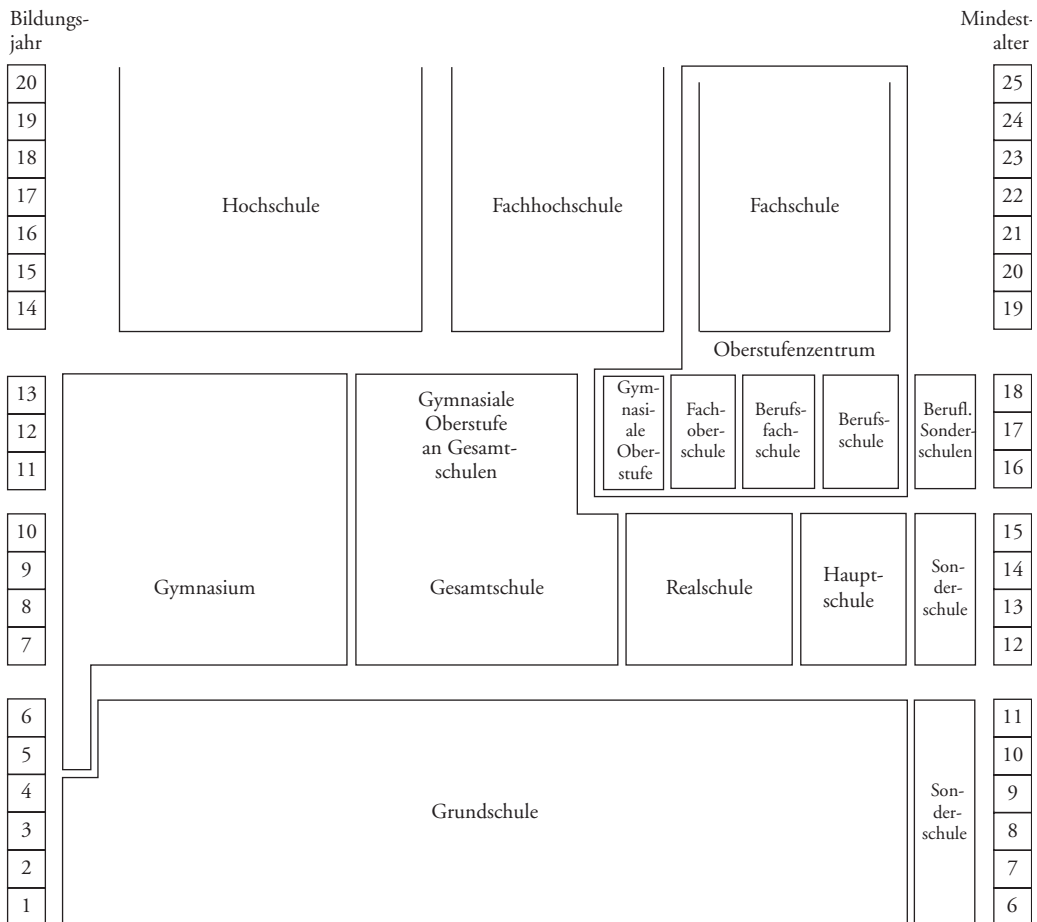 Bildungs-
jahr
Mindest-
alter
20
25
19
24
18
23
17
Hochschule
Fachhochschule
Fachschule
22
16
21
15
20
14
19
Oberstufenzentrum
13
12
11
Gymnasiale
Oberstufe
an Gesamt-
schulen
Gym-
nasi-
ale
Ober-
stufe
Fach-
ober-
schule
Berufs-
fach-
schule
Berufs-
schule
Berufl.
Sonder-
schulen
18
17
16
10
9
8
7
Gymnasium
Gesamtschule
Realschule
Haupt-
schule
Son-
der-
schule
15
14
13
12
6
5
4
3
2
1
Grundschule
Son-
der-
schule
11
10
9
8
7
6